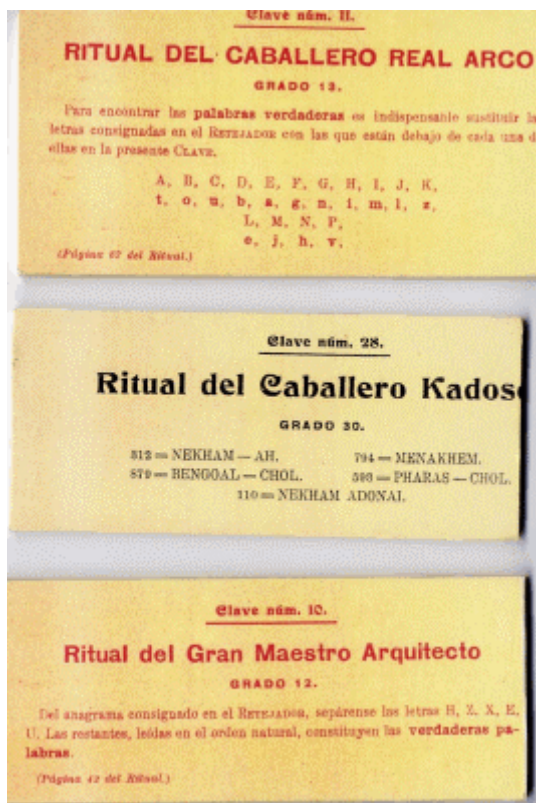 Clave núm. 11.
RITUAL DEL CABALLERO REAL ARCO
GRADO 13.
Para encontrar las palabras verdaderas es indispensable sustituir la
letras consignadas en el RETEJADOR con las que están debajo de cada una d
ellas en la presente CLAVE.
A, B, C, D, E, F, G, H, I, J, K,
t, o, u, b, a, g, n, i, m, l, z,
L, M, N, P,
e, j, h, v.
(Página 67 del Ritual.)
Clave núm. 28.
Ritual del Caballero Kados
GRADO 30.
312 = NEKHAM — AH. 794 = MENAKHEM.
879 = BENGOAL — CHOL. 593 = PHARAS — CHOL.
110 = NEKHAM ADONAI.
Clave núm. 10.
Ritual del Gran Maestro Arquitecto
GRADO 12.
Del anagrama consignado en el RETEJADOR, sepárense las letras H, Z, X, E,
U. Las restantes, leídas en el orden natural, constituyen las verdaderas pa-
labras.
(Página 42 del Ritual.)